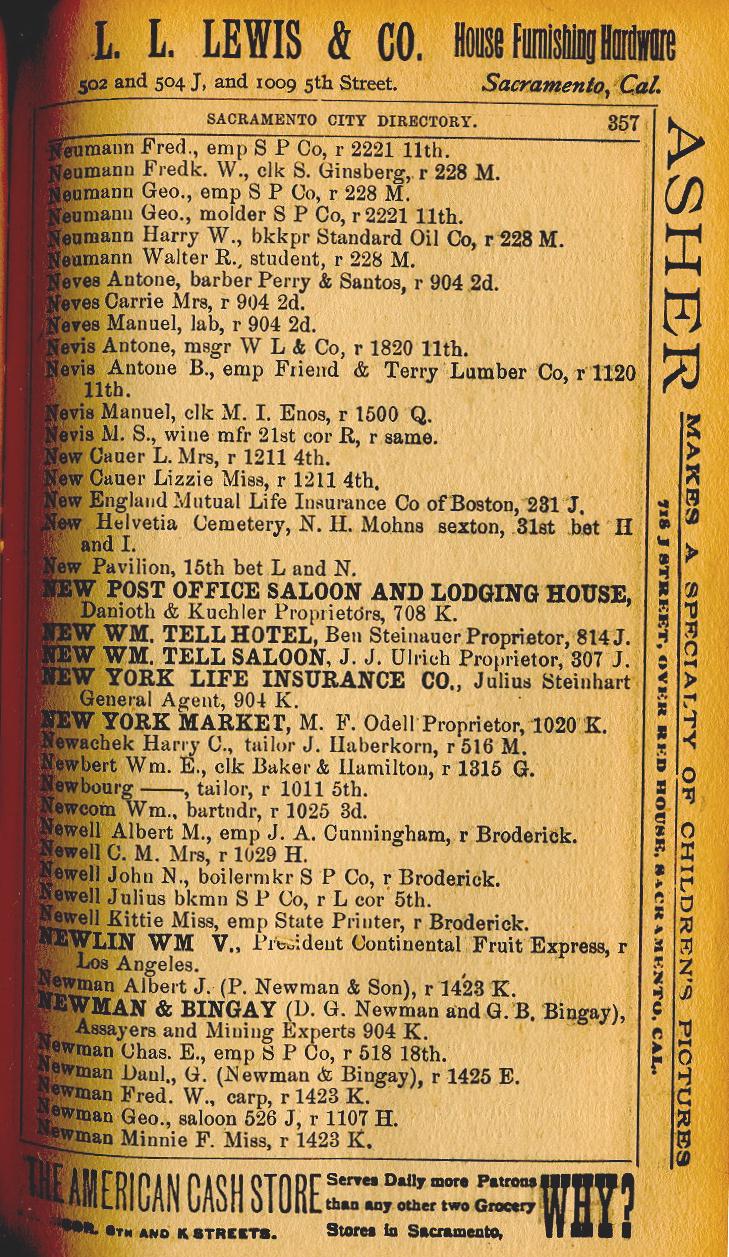 L. L. LEWIS & CO. House Furnishing Hardware
502 and 504 J, and 1009 5th Street. Sacramento, Cal.
SACRAMENTO CITY DIRECTORY. 357
Neumann Fred., emp S P Co, r 2221 11th.
Neumann Fredk. W., clk S. Ginsberg, r 228 M.
Neumann Geo., emp S P Co, r 228 M.
Neumann Geo., molder S P Co, r 2221 11th.
Neumann Harry W., bkkpr Standard Oil Co, r 228 M.
Neumann Walter R., student, r 228 M.
Neves Antone, barber Perry & Santos, r 904 2d.
Neves Carrie Mrs, r 904 2d.
Neves Manuel, lab, r 904 2d.
Nevis Antone, msgr W L & Co, r 1820 11th.
Nevis Antone B., emp Friend & Terry Lumber Co, r 1120
11th.
Nevis Manuel, clk M. I. Enos, r 1500 Q.
Nevis M. S., wine mfr 21st cor R, r same.
New Cauer L. Mrs, r 1211 4th.
New Cauer Lizzie Miss, r 1211 4th.
New England Mutual Life Insurance Co of Boston, 231 J.
New Helvetia Cemetery, N. H. Mohns sexton, 31st bet H
and I.
New Pavilion, 15th bet L and N.
NEW POST OFFICE SALOON AND LODGING HOUSE,
Danioth & Kuchler Proprietors, 708 K.
NEW WM. TELL HOTEL, Ben Steinauer Proprietor, 814 J.
NEW WM. TELL SALOON, J. J. Ulrich Proprietor, 307 J.
NEW YORK LIFE INSURANCE CO., Julius Steinhart
General Agent, 904 K.
NEW YORK MARKET, M. F. Odell Proprietor, 1020 K.
Newachek Harry C., tailor J. Haberkorn, r 516 M.
Newbert Wm. E., clk Baker & Hamilton, r 1315 G.
Newbourg ——, tailor, r 1011 5th.
Newcom Wm., bartndr, r 1025 3d.
Newell Albert M., emp J. A. Cunningham, r Broderick.
Newell C. M. Mrs, r 1029 H.
Newell John N., boilermkr S P Co, r Broderick.
Newell Julius bkmn S P Co, r L cor 5th.
Newell Kittie Miss, emp State Printer, r Broderick.
NEWLIN WM V., President Continental Fruit Express, r
Los Angeles.
Newman Albert J. (P. Newman & Son), r 1423 K.
NEWMAN & BINGAY (D. G. Newman and G. B. Bingay),
Assayers and Mining Experts 904 K.
Newman Chas. E., emp S P Co, r 518 18th.
Newman Danl., G. (Newman & Bingay), r 1425 E.
Newman Fred. W., carp, r 1423 K.
Newman Geo., saloon 526 J, r 1107 H.
Newman Minnie F. Miss, r 1423 K.
ASHER MAKES A SPECIALTY OF CHILDREN'S PICTURES
718 J STREET, OVER RED HOUSE, SACRAMENTO, CAL.
THE AMERICAN CASH STORE Serves Daily more Patrons
than any other two Grocery WHY?
COR. 8TH AND K STREETS. Stores in Sacramento,